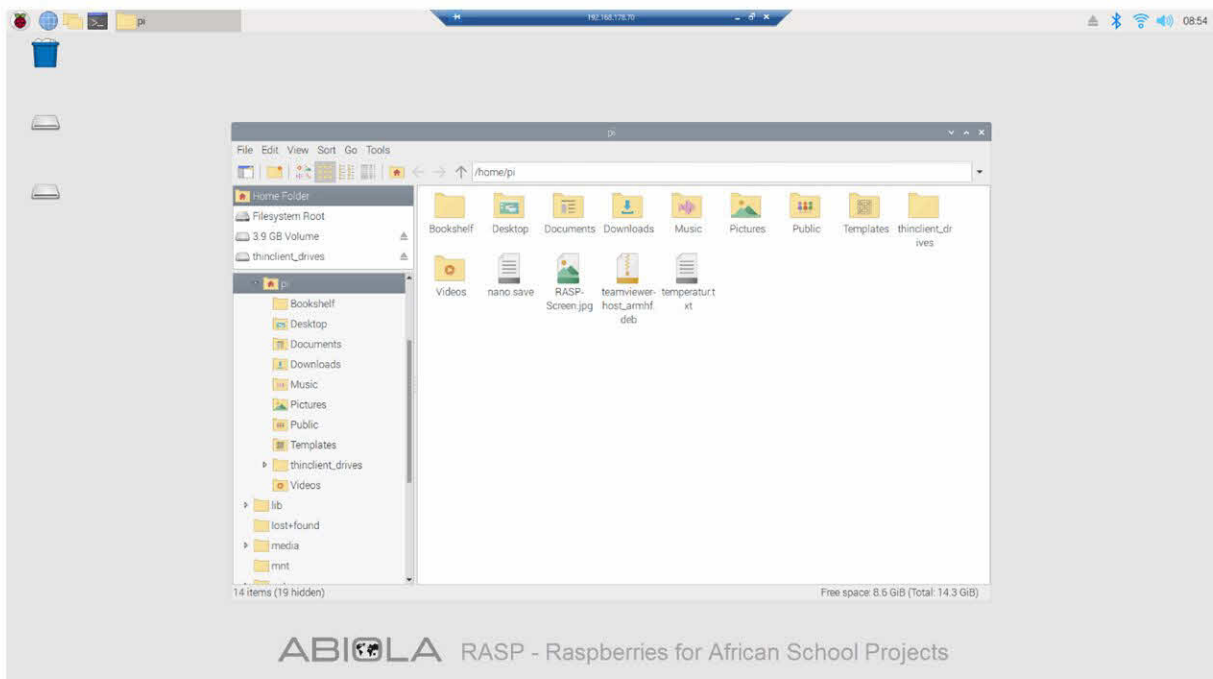 pi
192.168.178.70
08:54
pi
File Edit View Sort Go Tools
/home/pi
Home Folder
Filesystem Root
3.9 GB Volume
thinclient_drives
pi
Bookshelf
Desktop
Documents
Downloads
Music
Pictures
Public
Templates
thinclient_drives
Videos
lib
lost+found
media
mnt
Bookshelf Desktop Documents Downloads Music Pictures Public Templates thinclient_dr
ives
Videos nano.save RASP- teamviewer- temperatur.t
Screen.jpg host_armhf. xt
deb
14 items (19 hidden) Free space: 8.6 GiB (Total: 14.3 GiB)
ABIOLA RASP - Raspberries for African School Projects